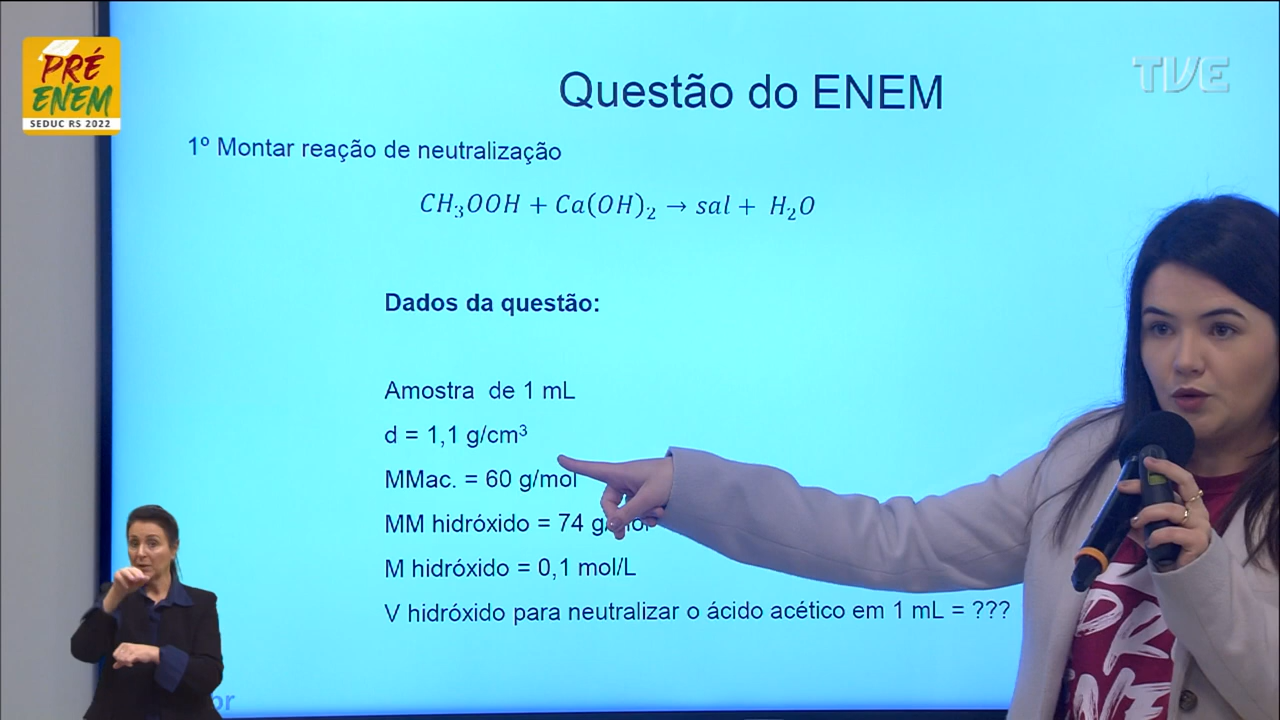 PRÉ
ENEM
SEDUC RS 2022
TVE
Questão do ENEM
1º Montar reação de neutralização
CH₃OOH + Ca(OH)₂ → sal + H₂O
Dados da questão:
Amostra de 1 mL
d = 1,1 g/cm³
MMac. = 60 g/mol
MM hidróxido = 74 g/mol
M hidróxido = 0,1 mol/L
V hidróxido para neutralizar o ácido acético em 1 mL = ???
or